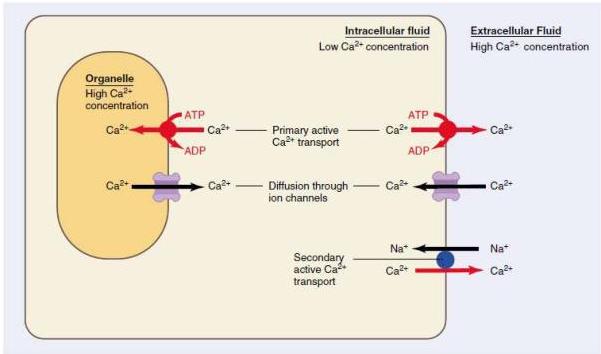 Intracellular fluid
Low Ca²⁺ concentration
Extracellular Fluid
High Ca²⁺ concentration
Organelle
High Ca²⁺
concentration
ATP
Ca²⁺
Ca²⁺
Primary active
Ca²⁺ transport
ADP
ATP
Ca²⁺
Ca²⁺
ADP
Ca²⁺
Ca²⁺
Diffusion through
ion channels
Ca²⁺
Ca²⁺
Na⁺
Na⁺
Secondary
active Ca²⁺
transport
Ca²⁺
Ca²⁺